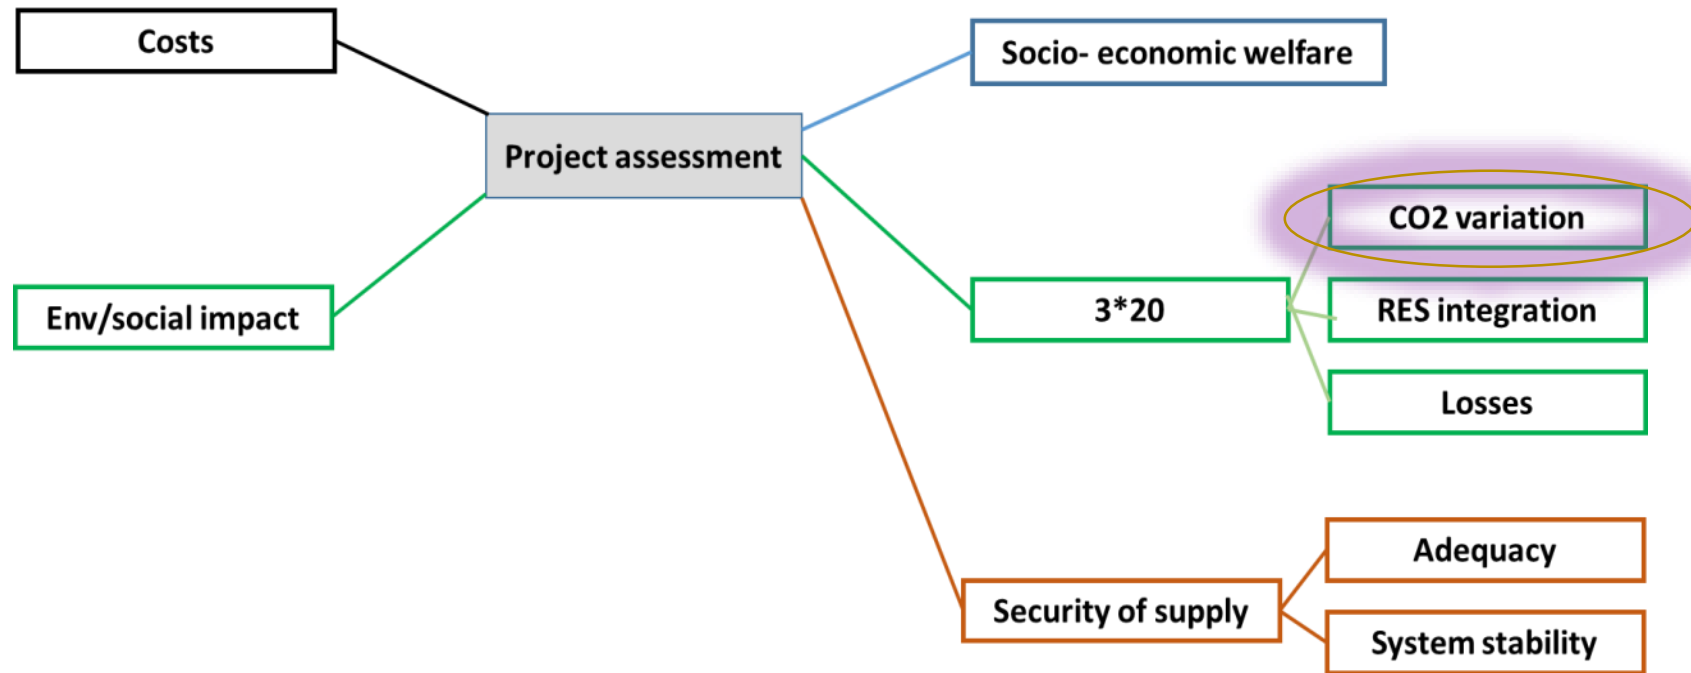 Costs
Socio- economic welfare
Project assessment
CO2 variation
Env/social impact
3*20
RES integration
Losses
Adequacy
Security of supply
System stability